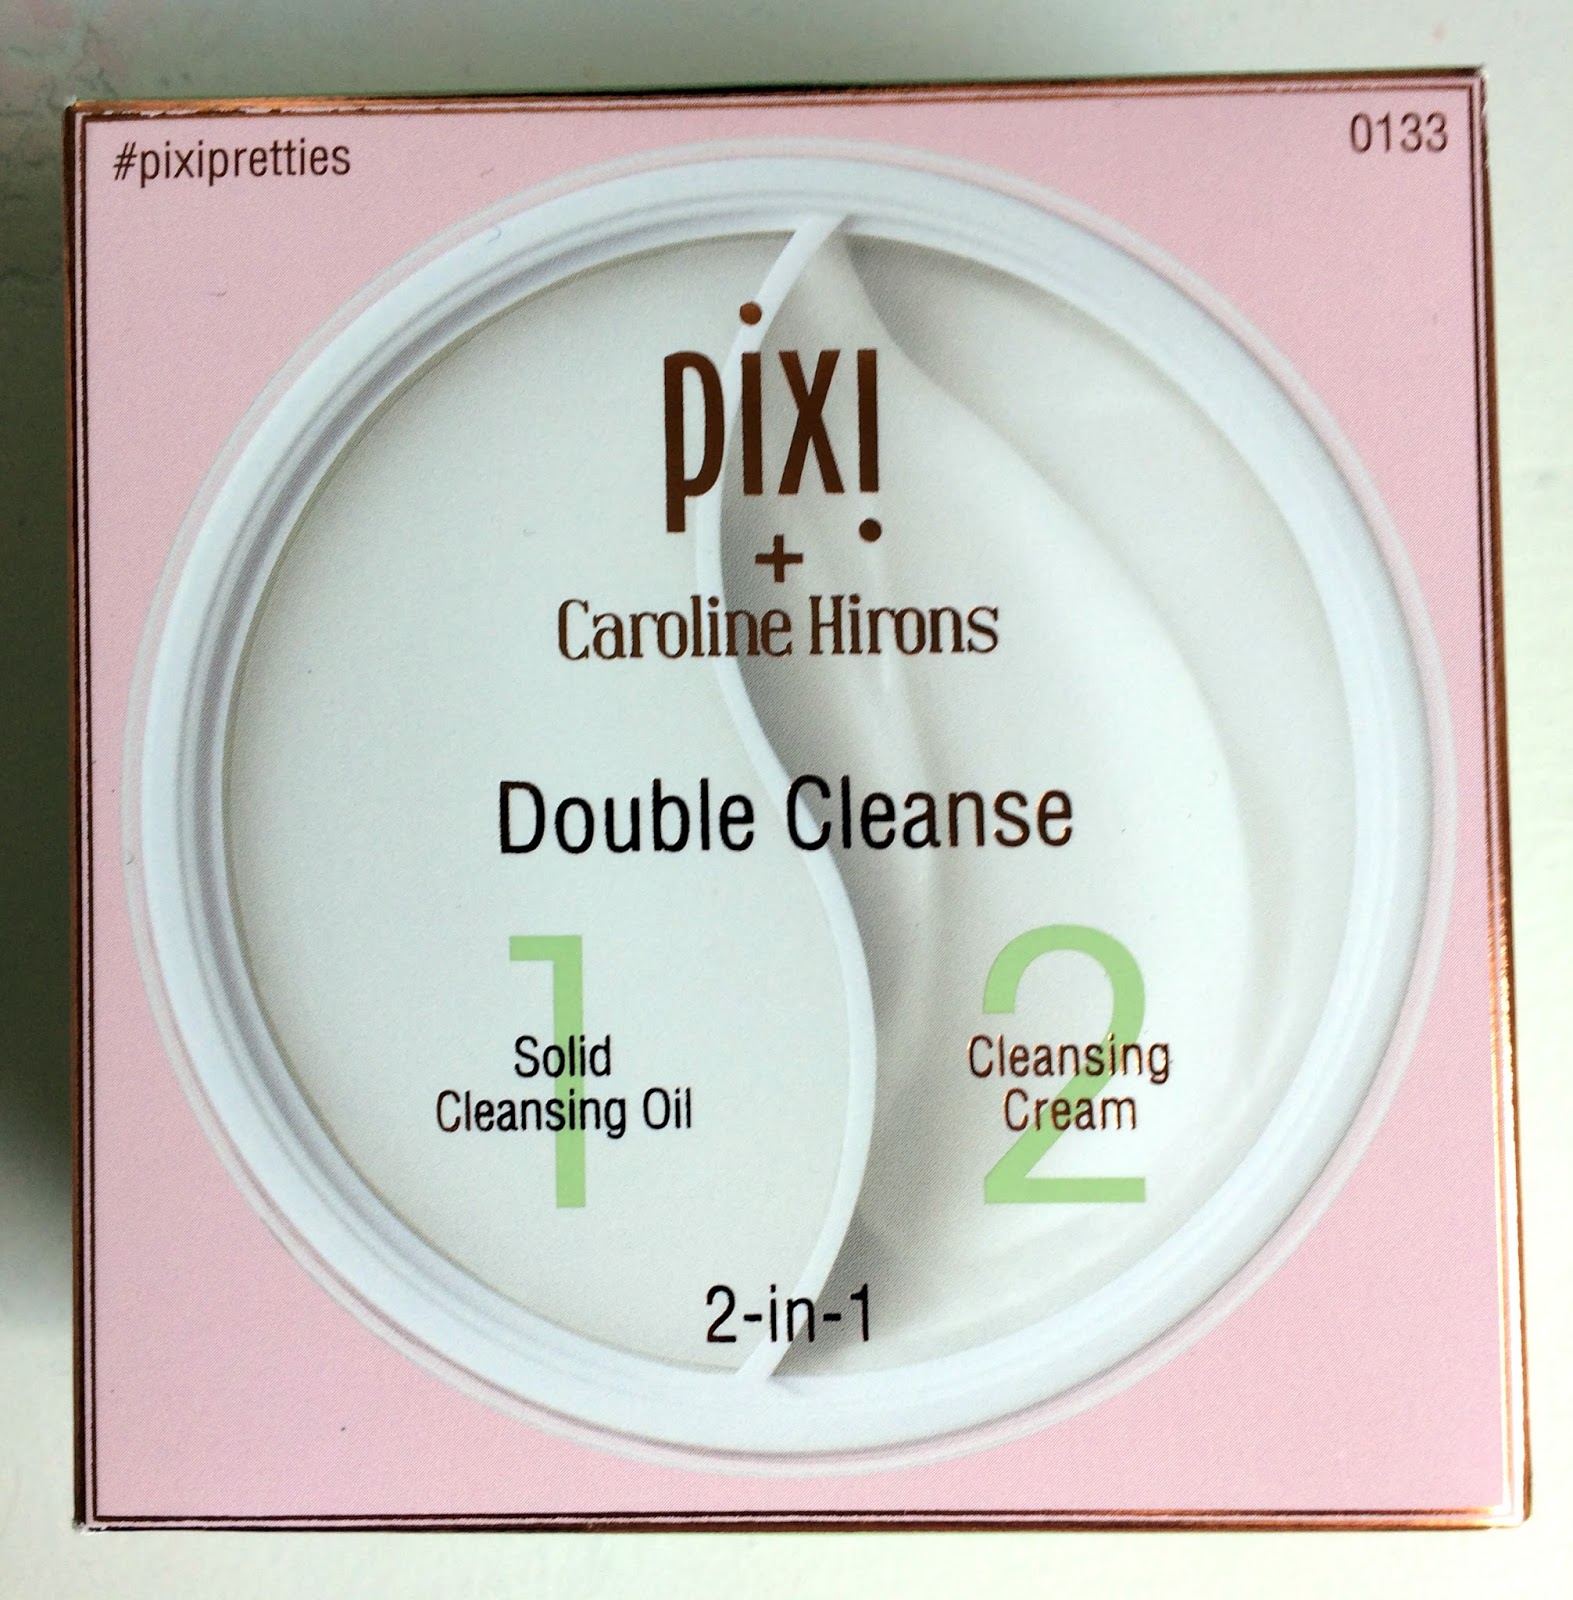 #pixipretties
0133
pixi
+
Caroline Hirons
Double Cleanse
1
Solid
Cleansing Oil
2
Cleansing
Cream
2-in-1